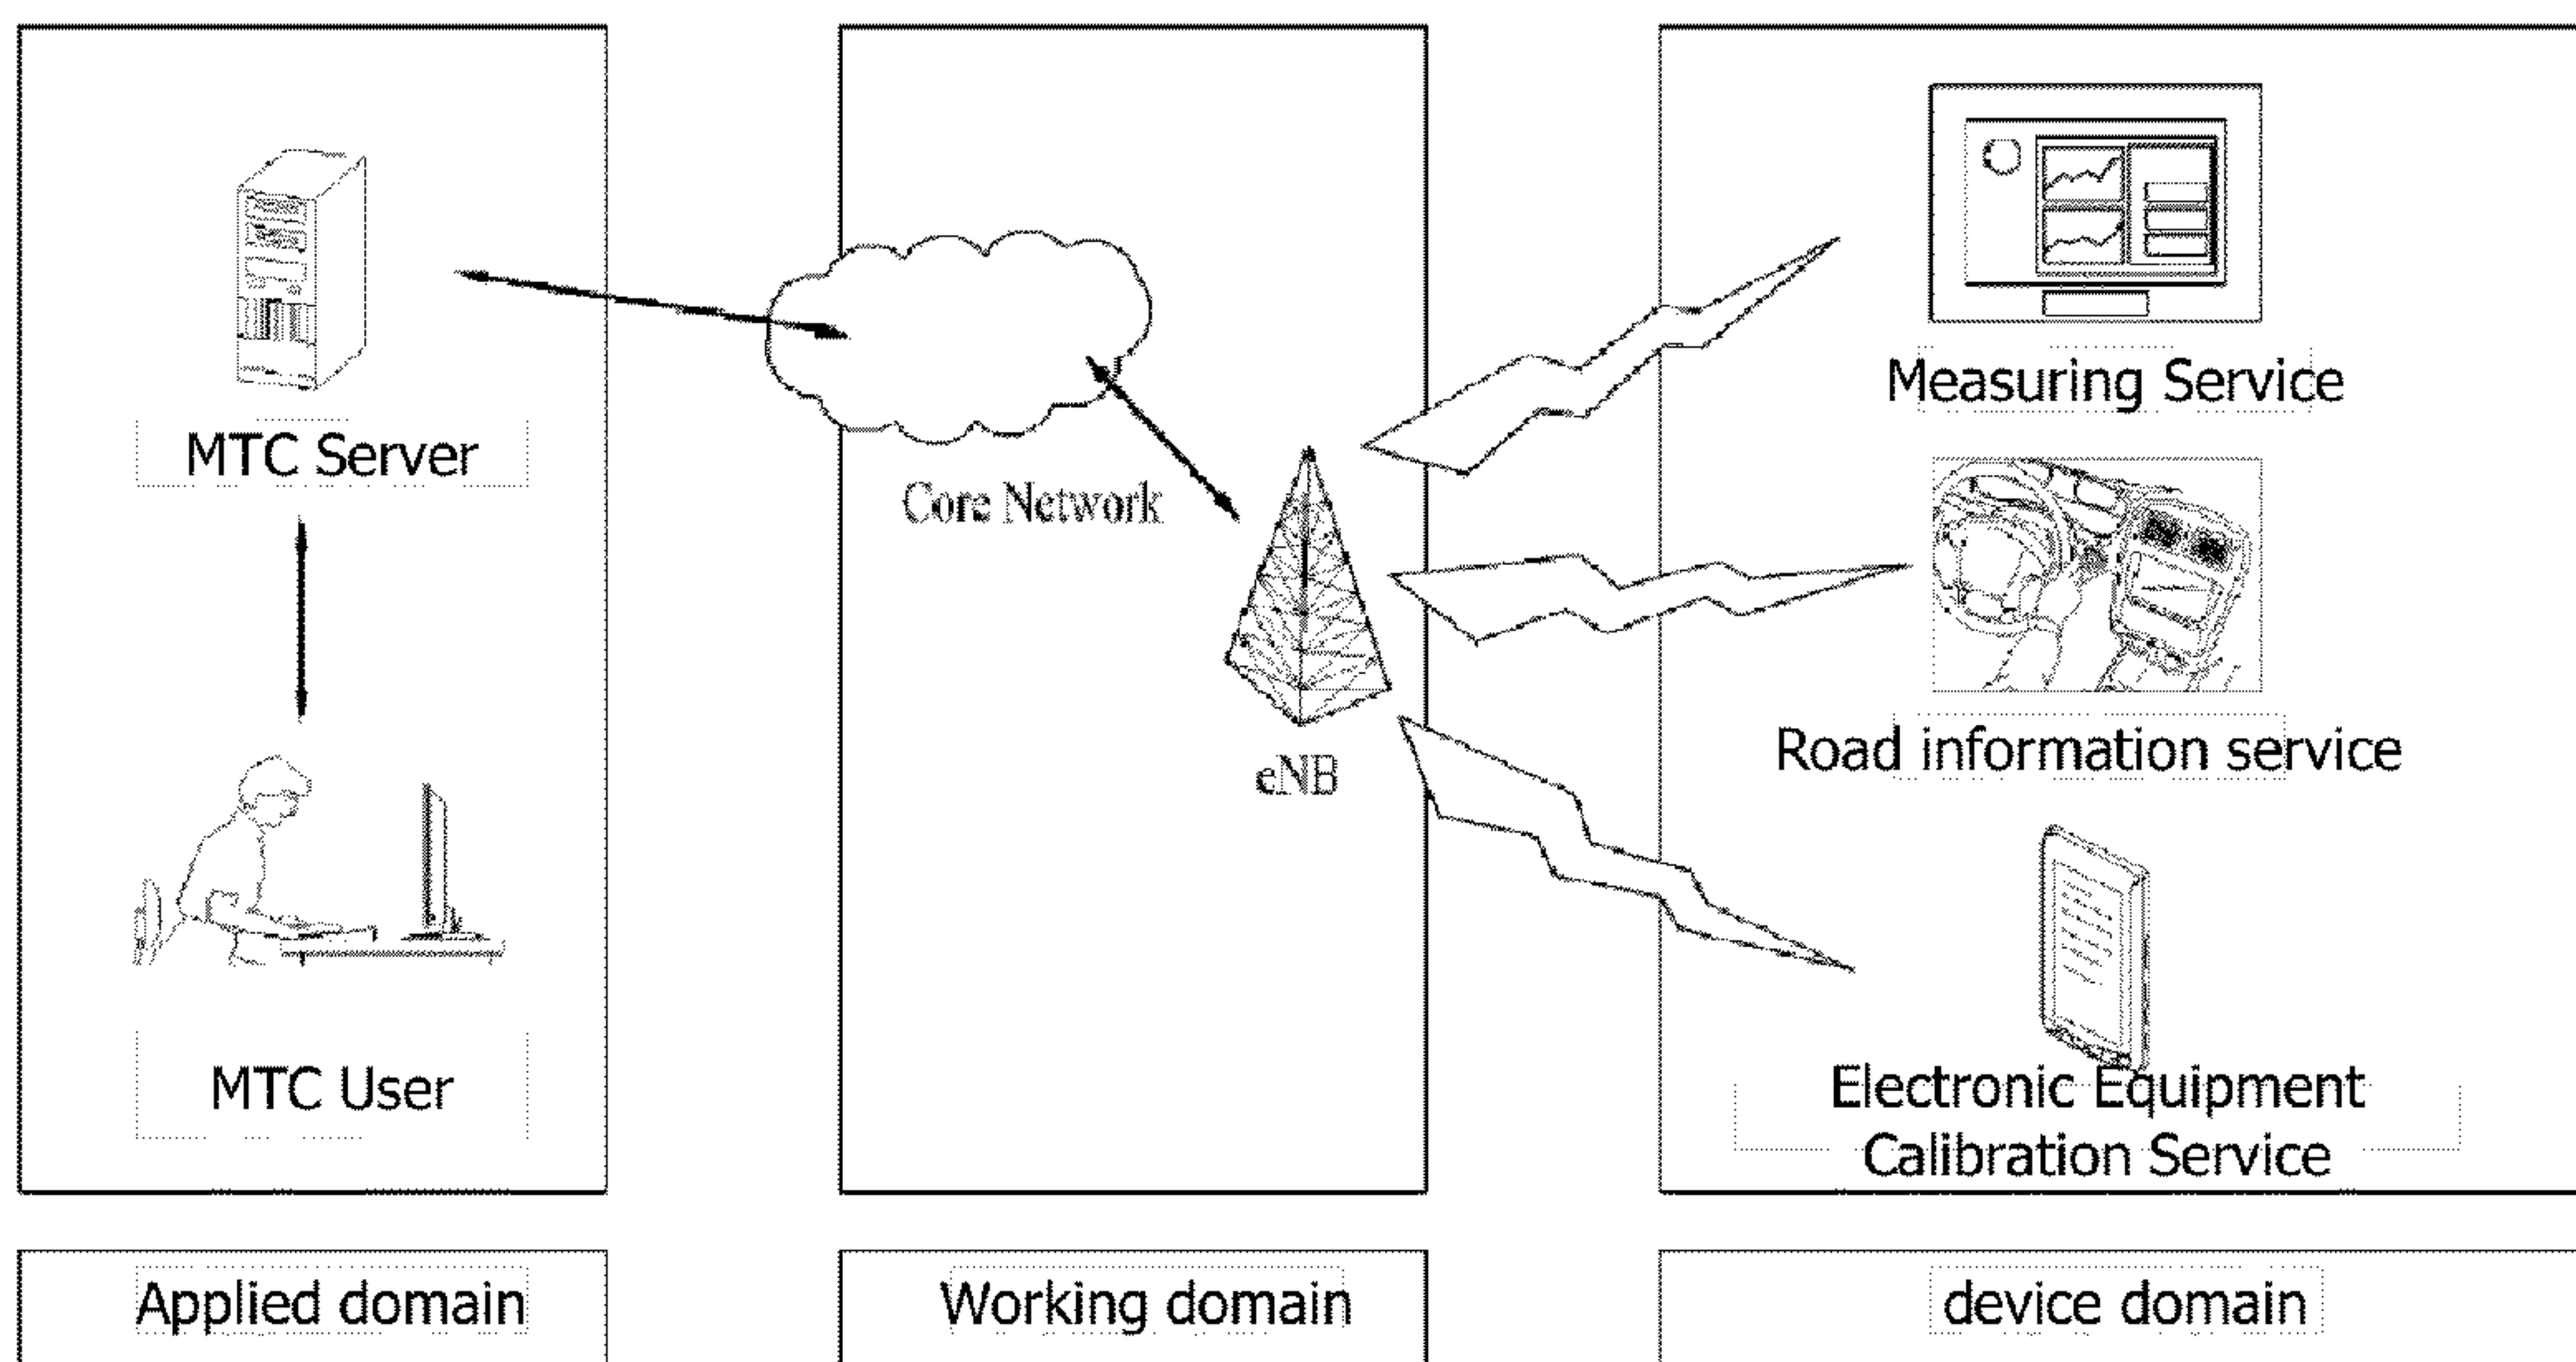 MTC Server
MTC User
Core Network
eNB
Measuring Service
Road information service
Electronic Equipment
Calibration Service
Applied domain
Working domain
device domain